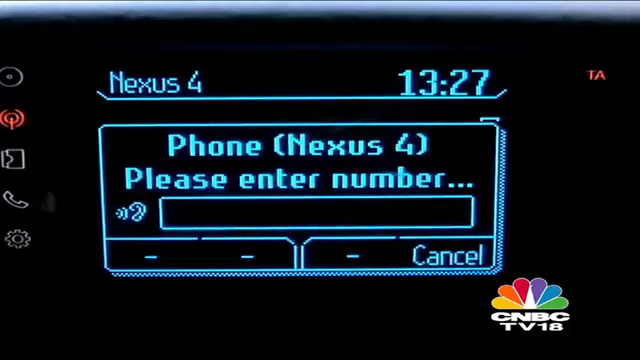 Nexus 4
13:27
TA
Phone (Nexus 4)
Please enter number...
Cancel
CNBC
TV18